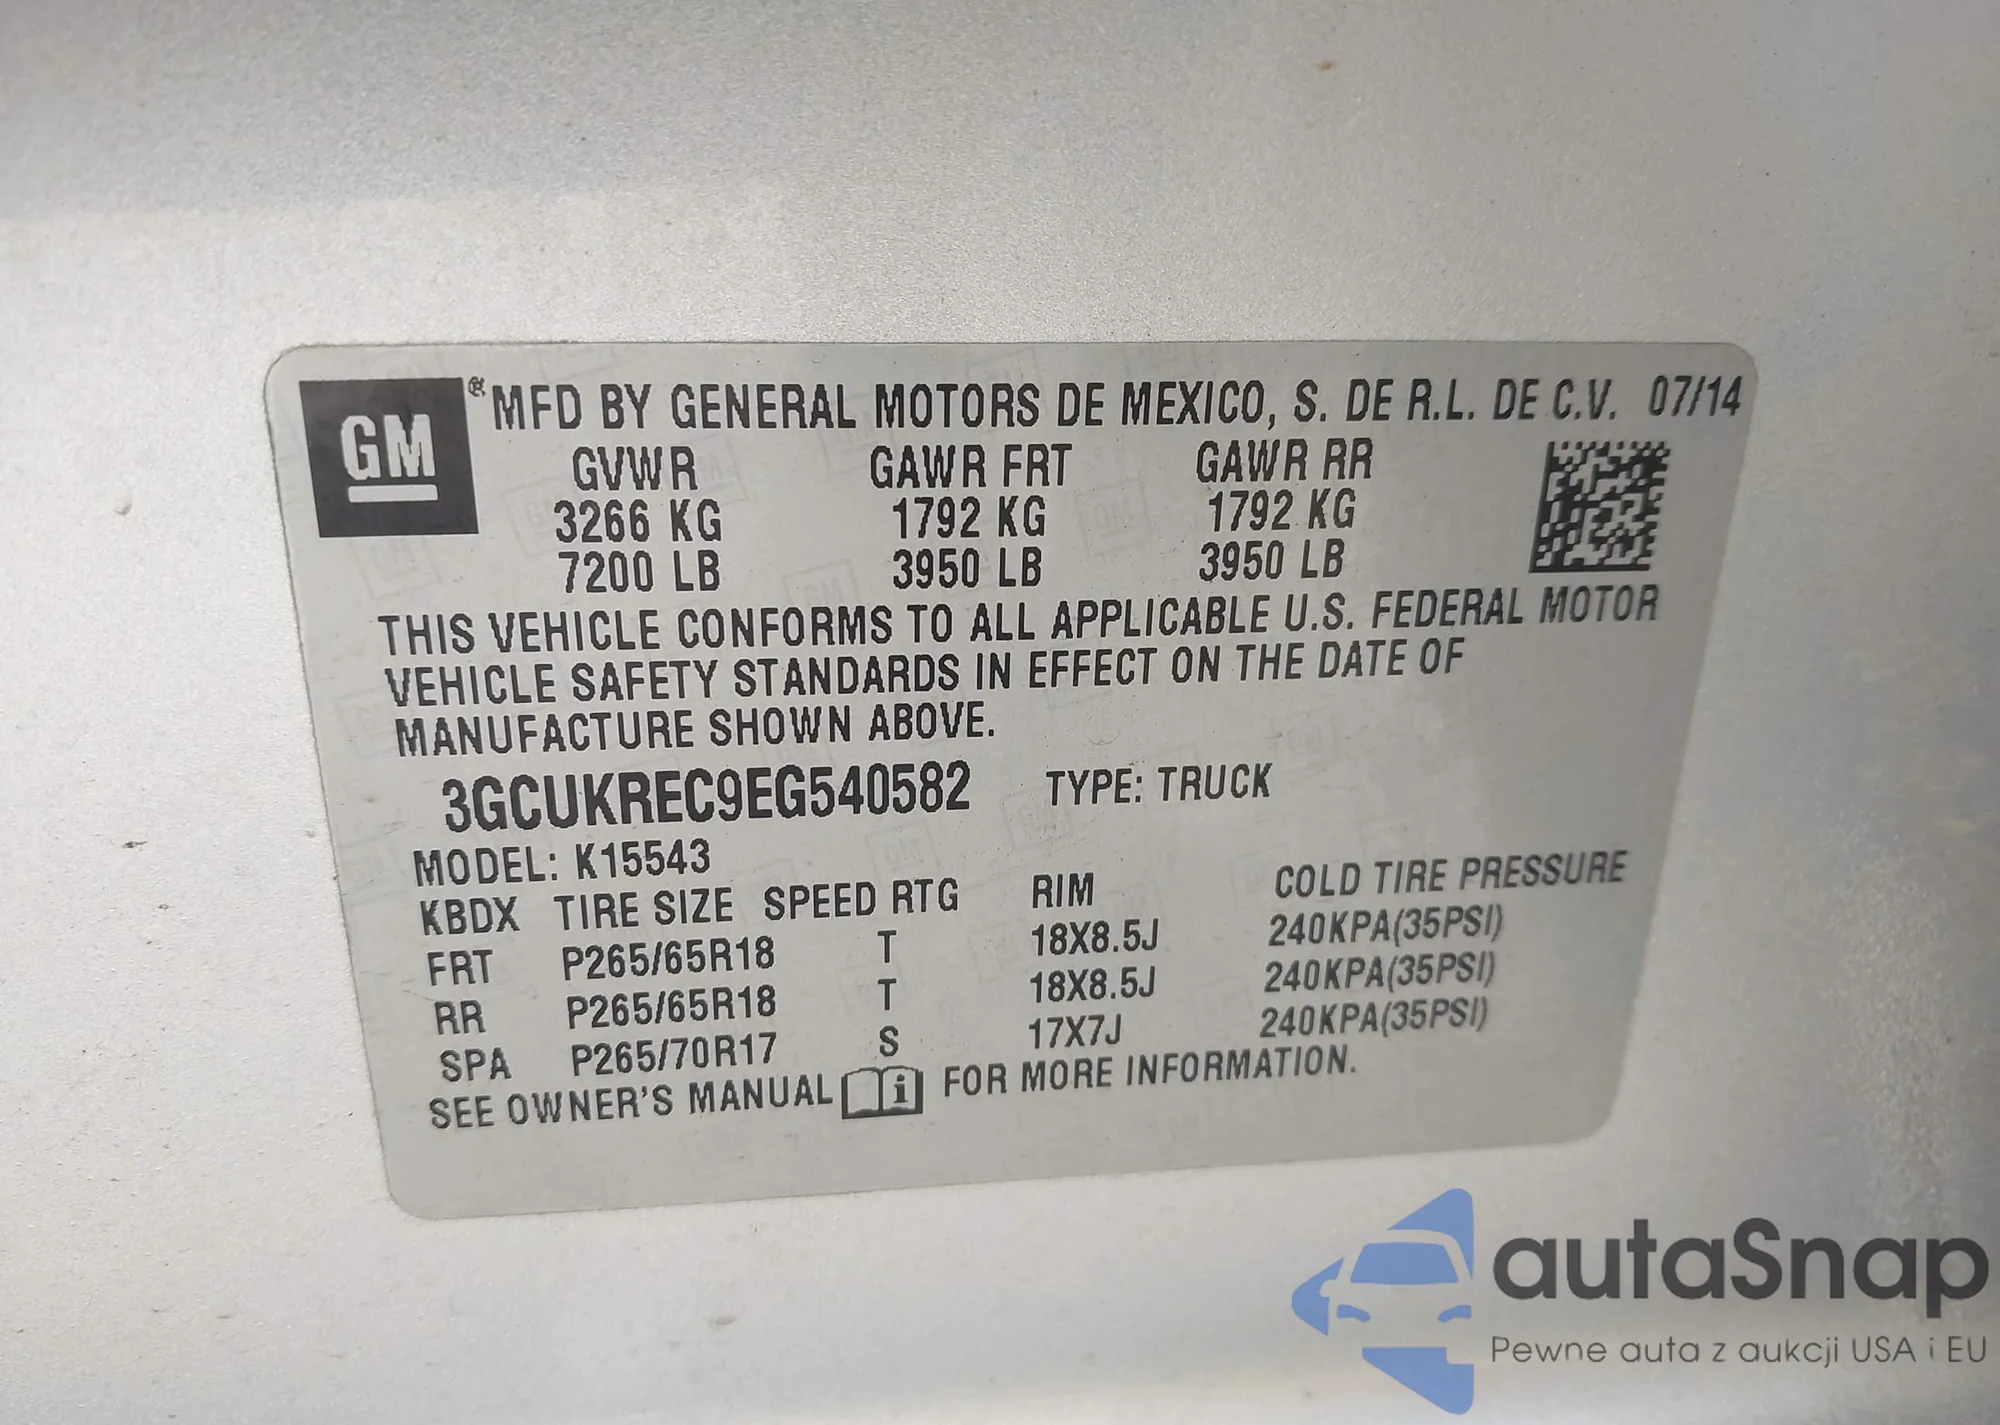 GM ® MFD BY GENERAL MOTORS DE MEXICO, S. DE R.L. DE C.V. 07/14
GVWR GAWR FRT GAWR RR
3266 KG 1792 KG 1792 KG
7200 LB 3950 LB 3950 LB
THIS VEHICLE CONFORMS TO ALL APPLICABLE U.S. FEDERAL MOTOR
VEHICLE SAFETY STANDARDS IN EFFECT ON THE DATE OF
MANUFACTURE SHOWN ABOVE.
3GCUKREC9EG540582 TYPE: TRUCK
MODEL: K15543
KBDX TIRE SIZE SPEED RTG RIM COLD TIRE PRESSURE
FRT P265/65R18 T 18X8.5J 240KPA(35PSI)
RR P265/65R18 T 18X8.5J 240KPA(35PSI)
SPA P265/70R17 S 17X7J 240KPA(35PSI)
SEE OWNER'S MANUAL i FOR MORE INFORMATION.
autaSnap
Pewne auta z aukcji USA i EU